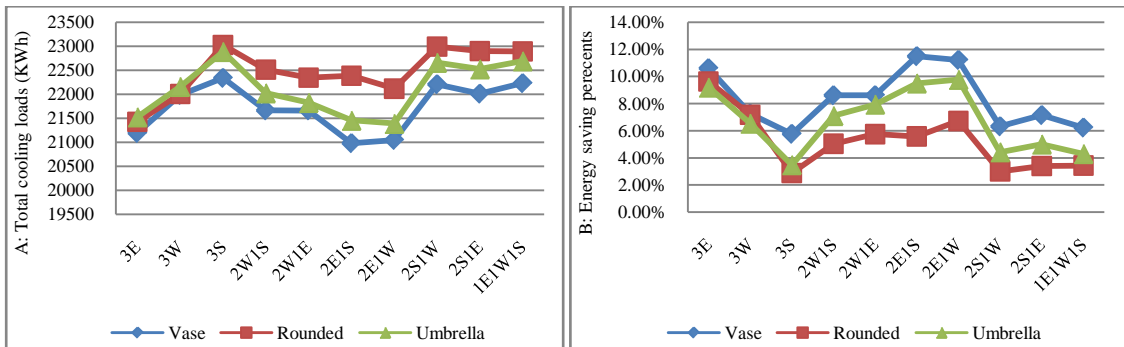 A: Total cooling loads (KWh)
23500
23000
22500
22000
21500
21000
20500
20000
19500
3E
3W
3S
2W1S
2W1E
2E1S
2E1W
2S1W
2S1E
1E1W1S
Vase
Rounded
Umbrella
B: Energy saving perecents
14.00%
12.00%
10.00%
8.00%
6.00%
4.00%
2.00%
0.00%
3E
3W
3S
2W1S
2W1E
2E1S
2E1W
2S1W
2S1E
1E1W1S
Vase
Rounded
Umbrella